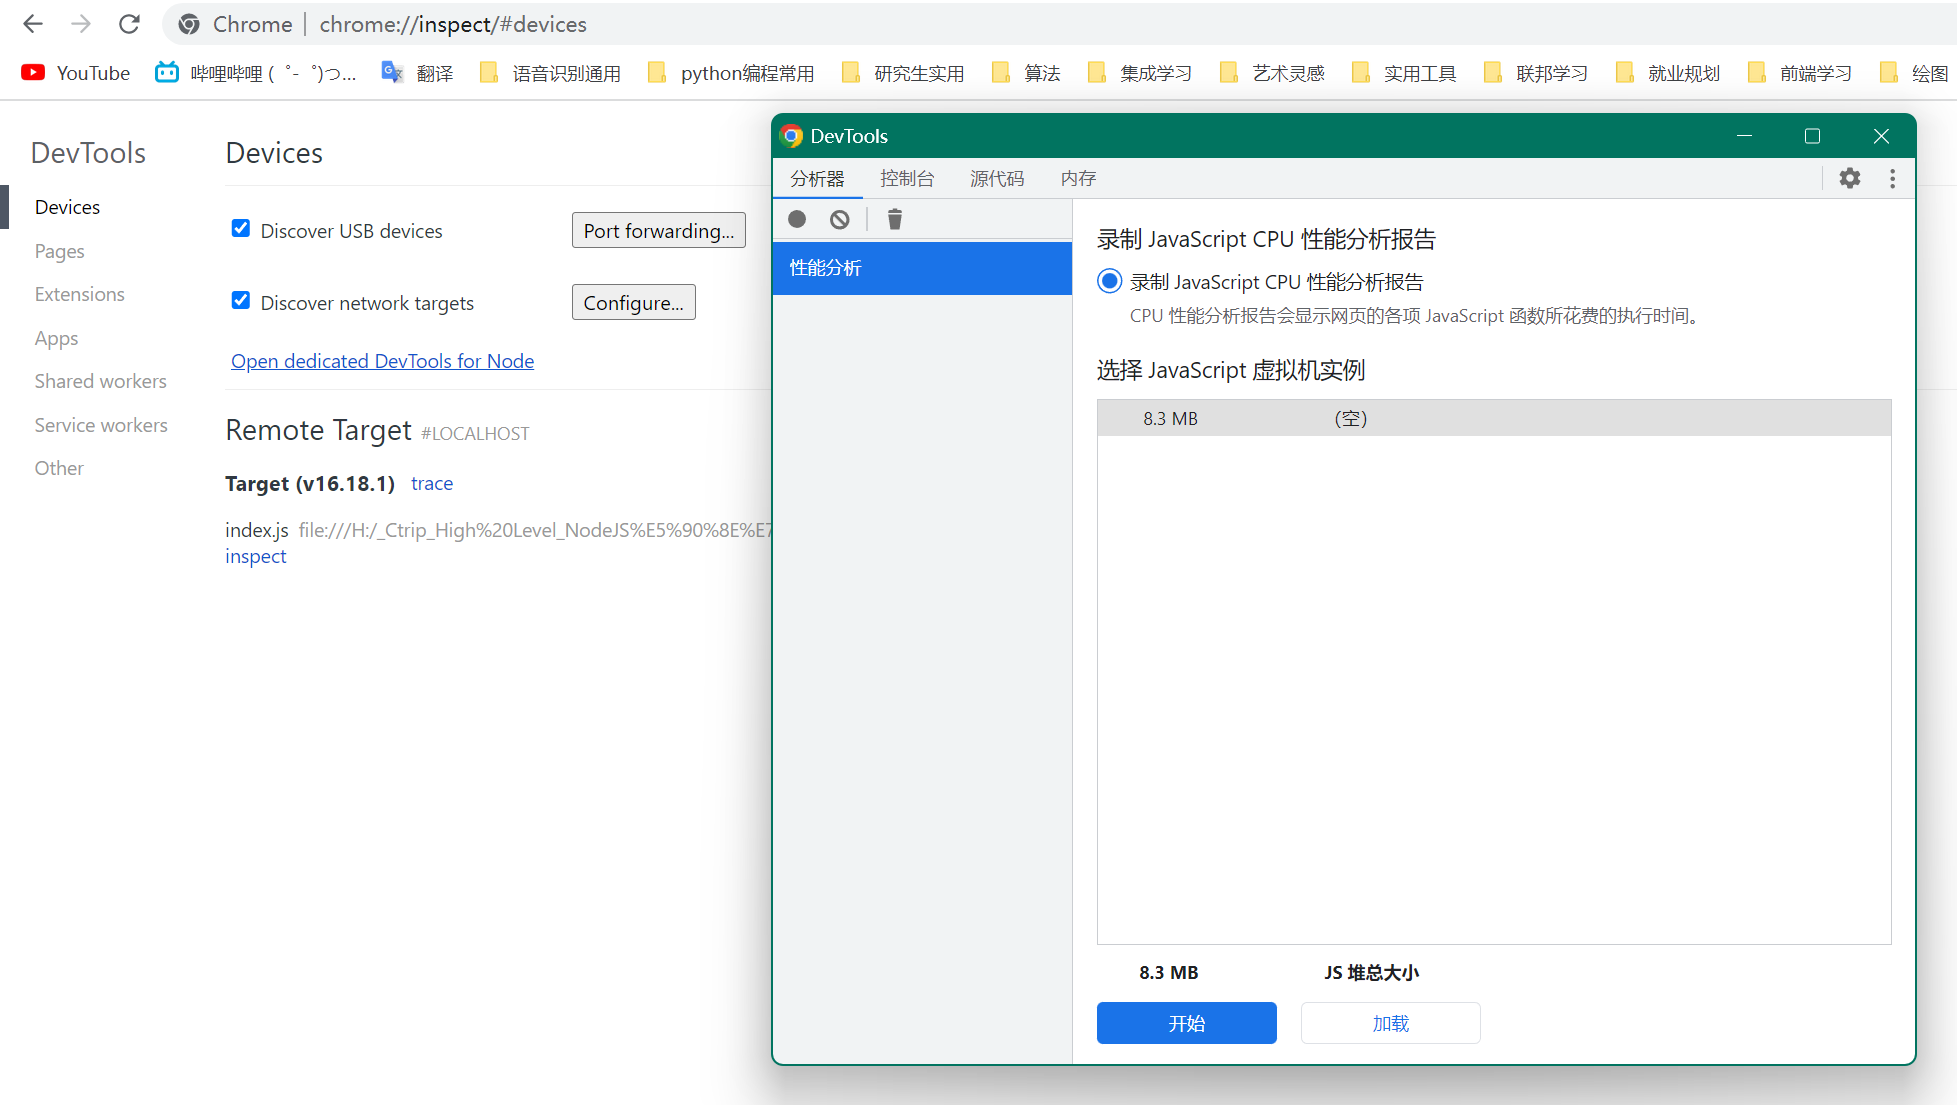 Chrome | chrome://inspect/#devices
YouTube 哔哩哔哩 ( ゜- ゜)つ... 翻译 语音识别通用 python编程常用 研究生实用 算法 集成学习 艺术灵感 实用工具 联邦学习 就业规划 前端学习 绘图
DevTools
Devices
Pages
Extensions
Apps
Shared workers
Service workers
Other
Devices
Discover USB devices Port forwarding...
Discover network targets Configure...
Open dedicated DevTools for Node
Remote Target #LOCALHOST
Target (v16.18.1) trace
index.js file:///H:/_Ctrip_High%20Level_NodeJS%E5%90%8E%E7
inspect
DevTools
分析器 控制台 源代码 内存
性能分析
录制 JavaScript CPU 性能分析报告
录制 JavaScript CPU 性能分析报告
CPU 性能分析报告会显示网页的各项 JavaScript 函数所花费的执行时间。
选择 JavaScript 虚拟机实例
8.3 MB (空)
8.3 MB JS 堆总大小
开始 加载